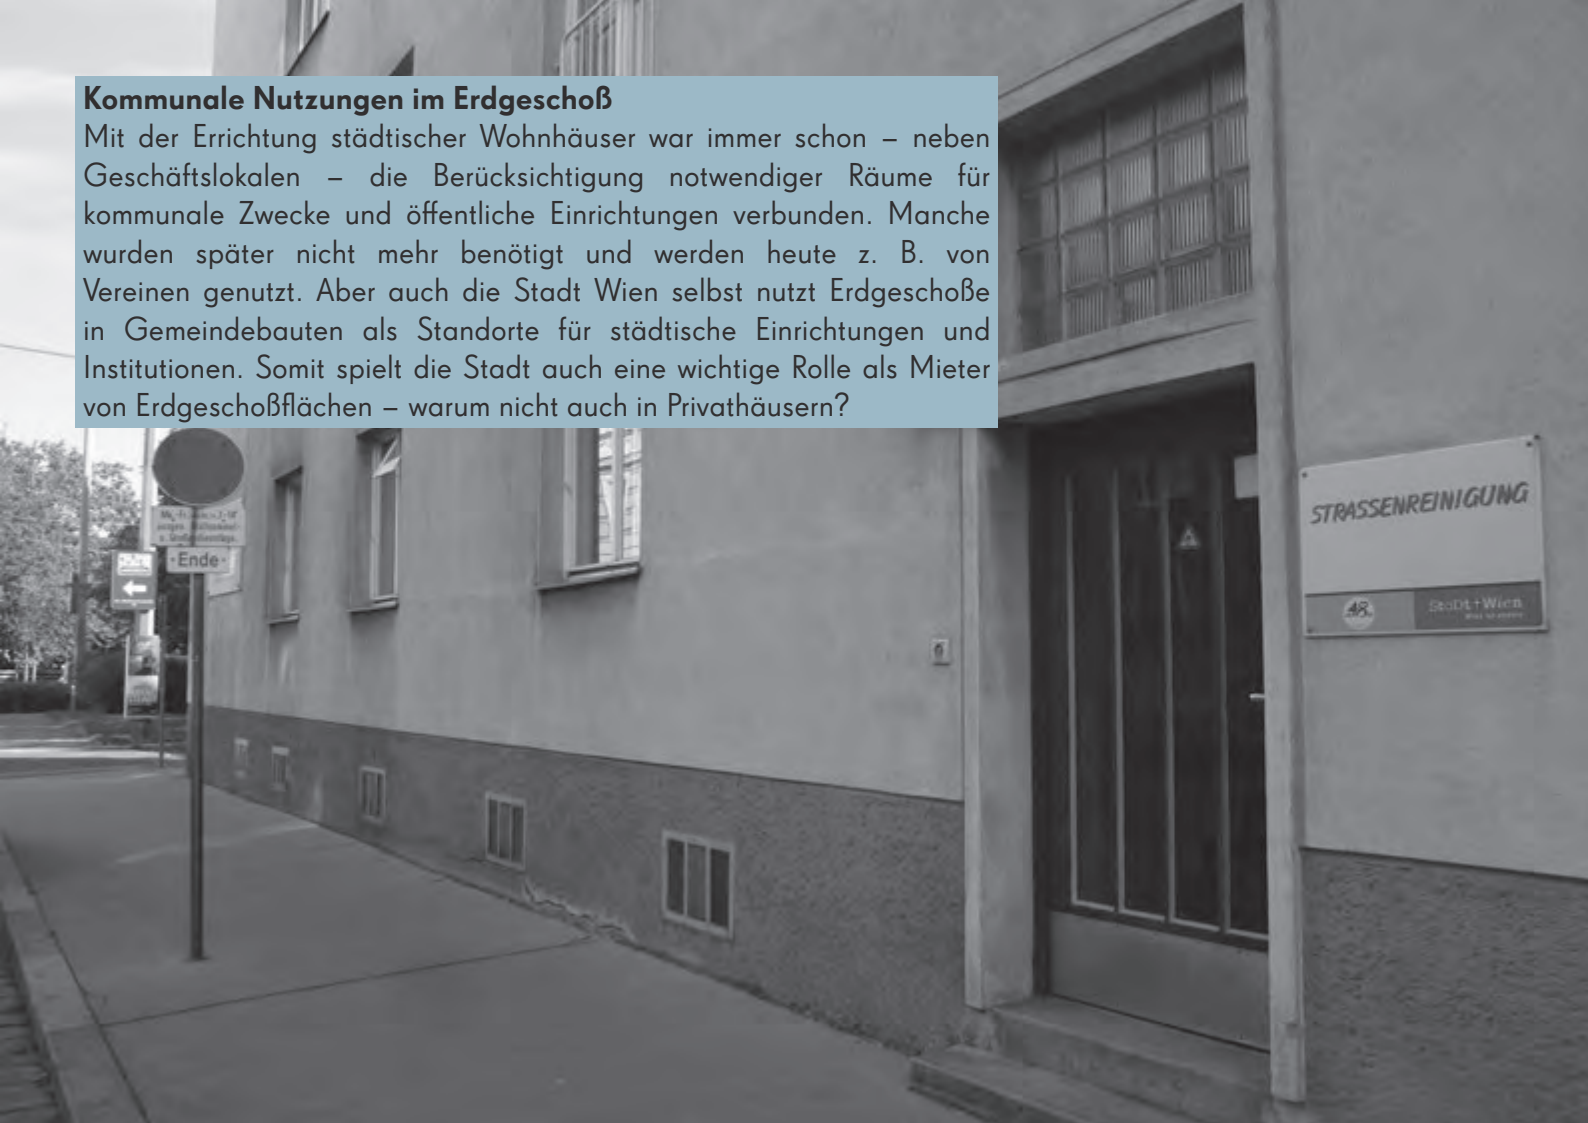 Kommunale Nutzungen im Erdgeschoß
Mit der Errichtung städtischer Wohnhäuser war immer schon – neben
Geschäftslokalen – die Berücksichtigung notwendiger Räume für
kommunale Zwecke und öffentliche Einrichtungen verbunden. Manche
wurden später nicht mehr benötigt und werden heute z. B. von
Vereinen genutzt. Aber auch die Stadt Wien selbst nutzt Erdgeschoße
in Gemeindebauten als Standorte für städtische Einrichtungen und
Institutionen. Somit spielt die Stadt auch eine wichtige Rolle als Mieter
von Erdgeschoßflächen – warum nicht auch in Privathäusern?
Ende
STRASSENREINIGUNG
48
StaDt+Wien